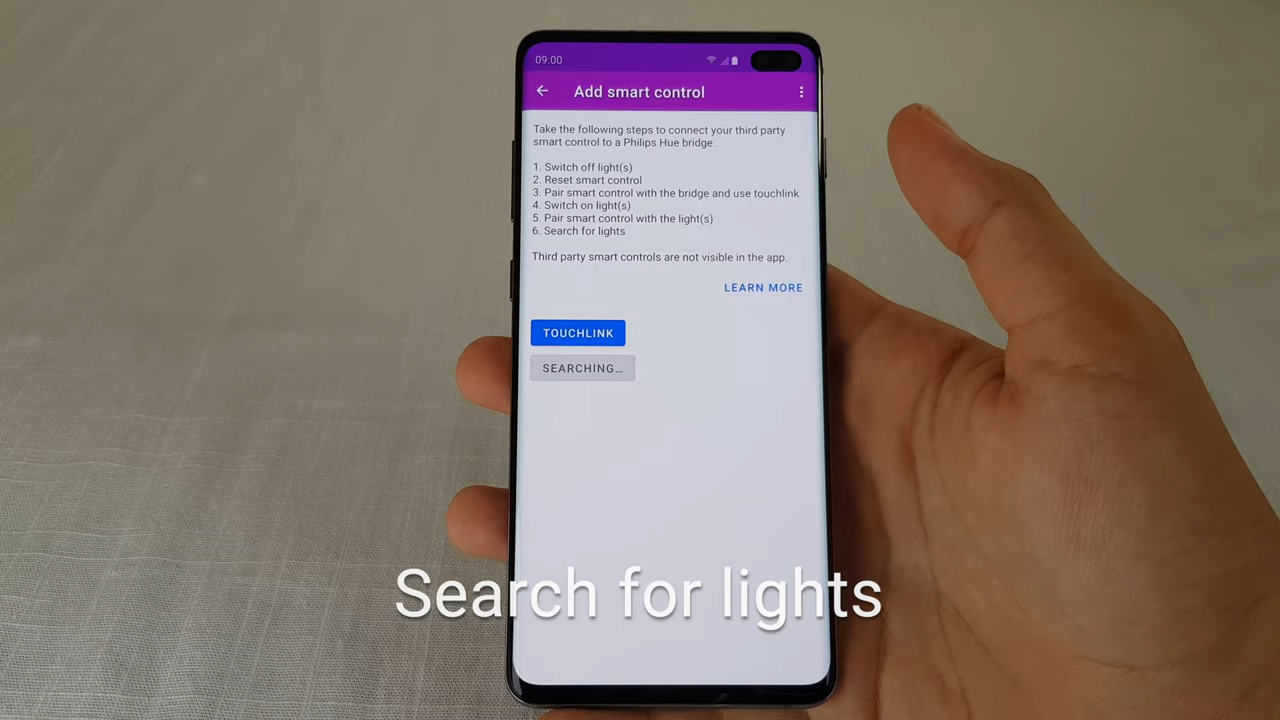 09:00
Add smart control
Take the following steps to connect your third party
smart control to a Philips Hue bridge.
1. Switch off light(s)
2. Reset smart control
3. Pair smart control with the bridge and use touchlink
4. Switch on light(s)
5. Pair smart control with the light(s)
6. Search for lights
Third party smart controls are not visible in the app.
LEARN MORE
TOUCHLINK
SEARCHING…
Search for lights